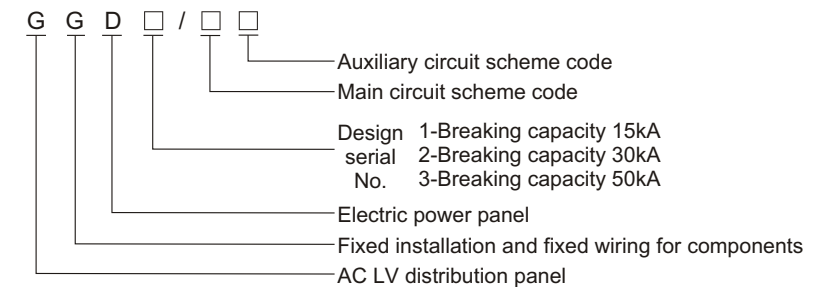 G G D □ / □ □
Auxiliary circuit scheme code
Main circuit scheme code
Design serial No.
1-Breaking capacity 15kA
2-Breaking capacity 30kA
3-Breaking capacity 50kA
Electric power panel
Fixed installation and fixed wiring for components
AC LV distribution panel